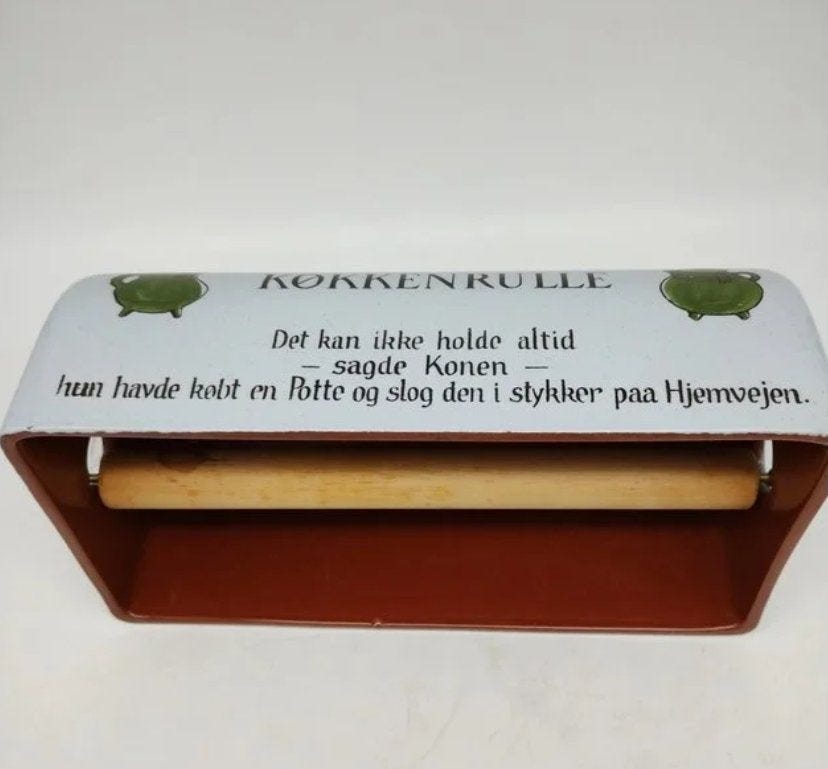 KØKKENRULLE
Det kan ikke holde altid
— sagde Konen —
hun havde købt en Potte og slog den i stykker paa Hjemvejen.